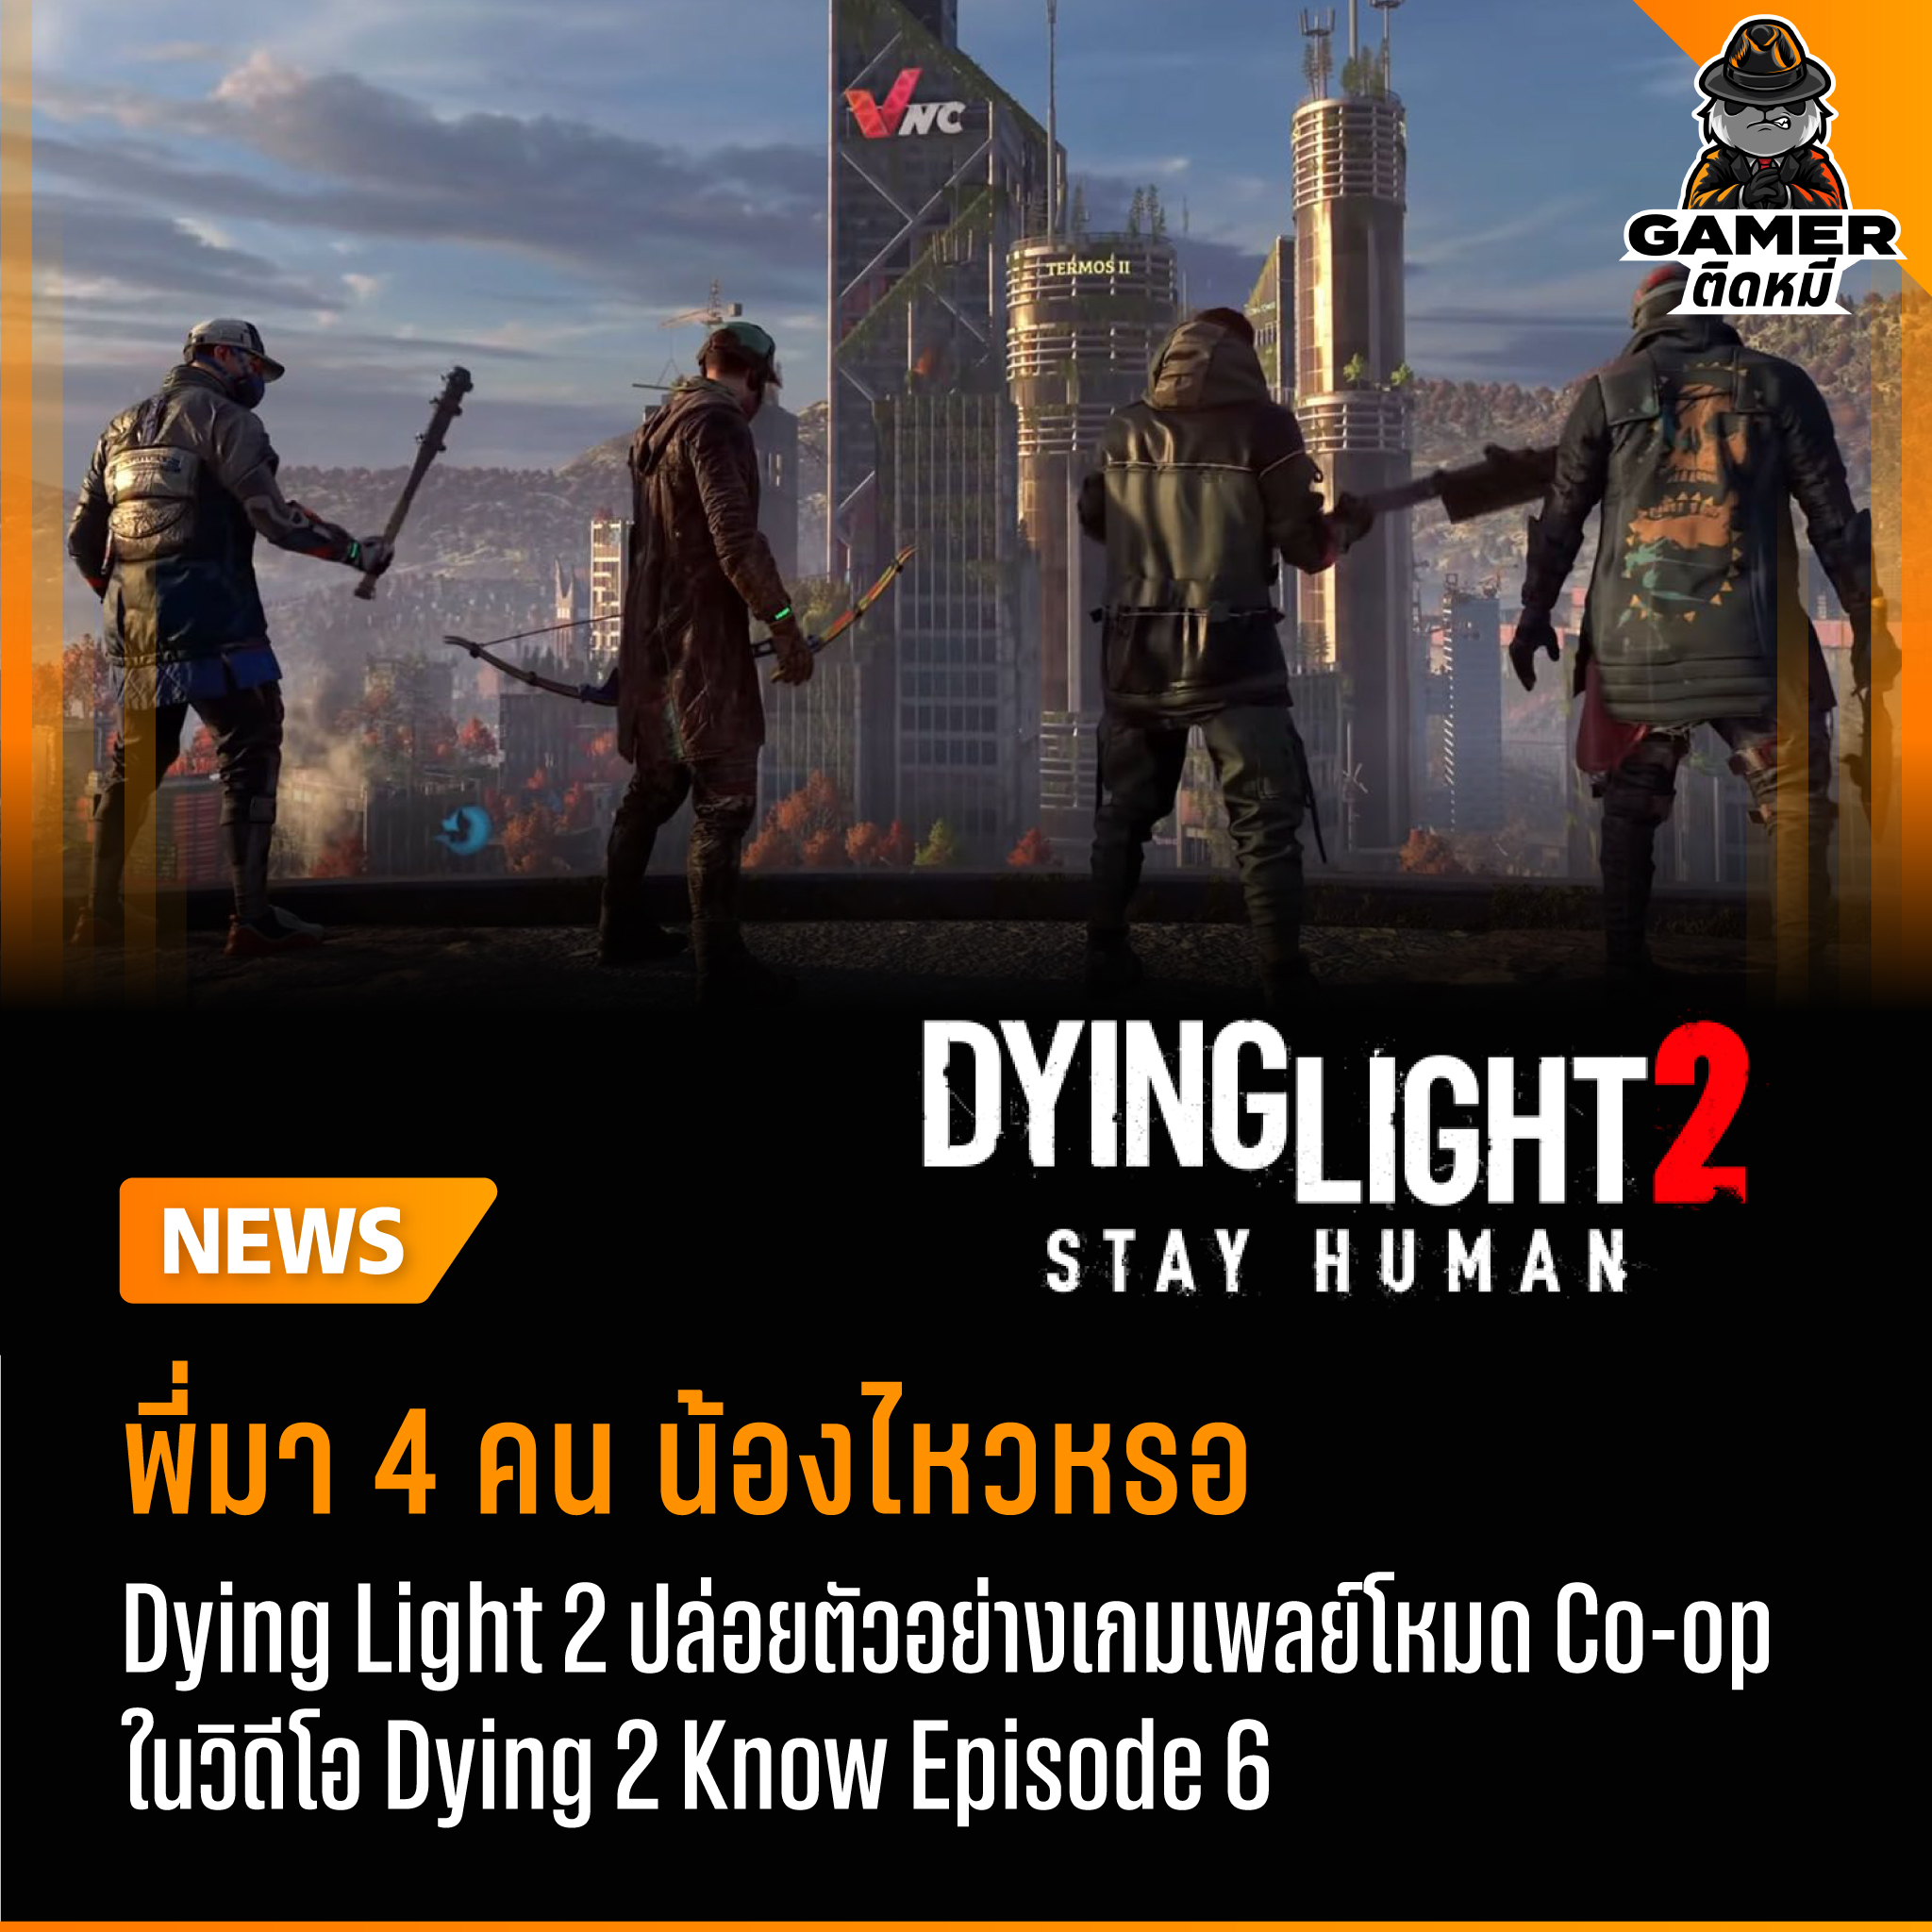 VNC
TERMOS II
GAMER
ติดหมี
DYING LIGHT 2
STAY HUMAN
NEWS
พี่มา 4 คน น้องไหวหรอ
Dying Light 2 ปล่อยตัวอย่างเกมเพลย์โหมด Co-op
ในวิดีโอ Dying 2 Know Episode 6